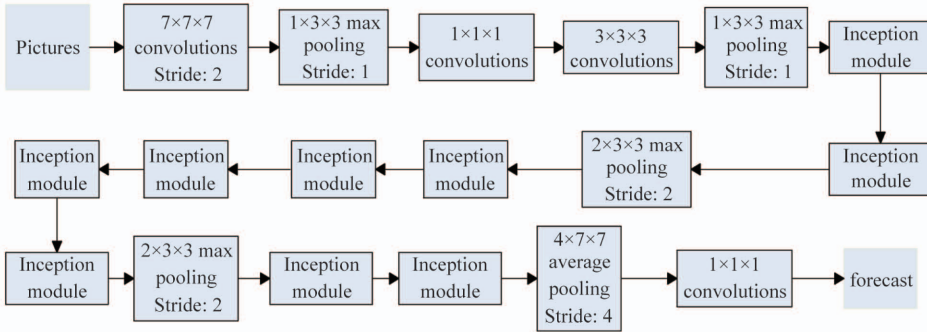 Pictures
7×7×7
convolutions
Stride: 2
1×3×3 max
pooling
Stride: 1
1×1×1
convolutions
3×3×3
convolutions
1×3×3 max
pooling
Stride: 1
Inception
module
Inception
module
2×3×3 max
pooling
Stride: 2
Inception
module
Inception
module
Inception
module
Inception
module
Inception
module
2×3×3 max
pooling
Stride: 2
Inception
module
Inception
module
4×7×7
average
pooling
Stride: 4
1×1×1
convolutions
forecast